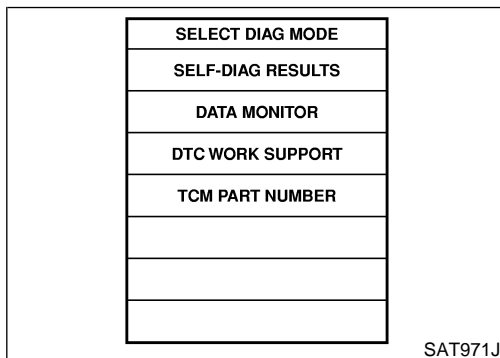 SELECT DIAG MODE
SELF-DIAG RESULTS
DATA MONITOR
DTC WORK SUPPORT
TCM PART NUMBER
SAT971J